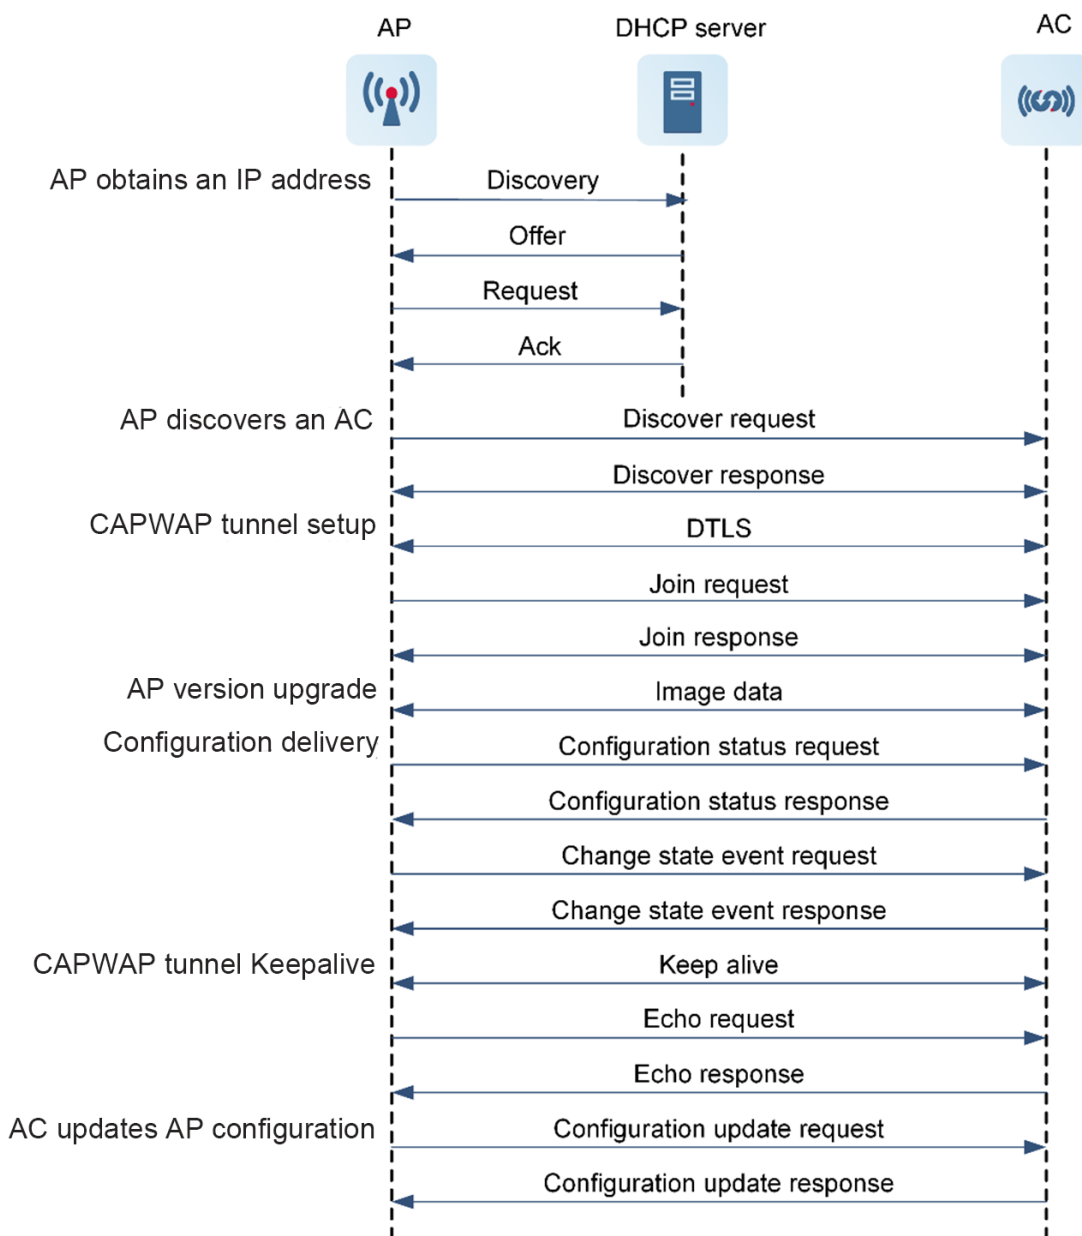 AP
DHCP server
AC
AP obtains an IP address
Discovery
Offer
Request
Ack
AP discovers an AC
Discover request
Discover response
CAPWAP tunnel setup
DTLS
Join request
Join response
AP version upgrade
Image data
Configuration delivery
Configuration status request
Configuration status response
Change state event request
Change state event response
CAPWAP tunnel Keepalive
Keep alive
Echo request
Echo response
AC updates AP configuration
Configuration update request
Configuration update response